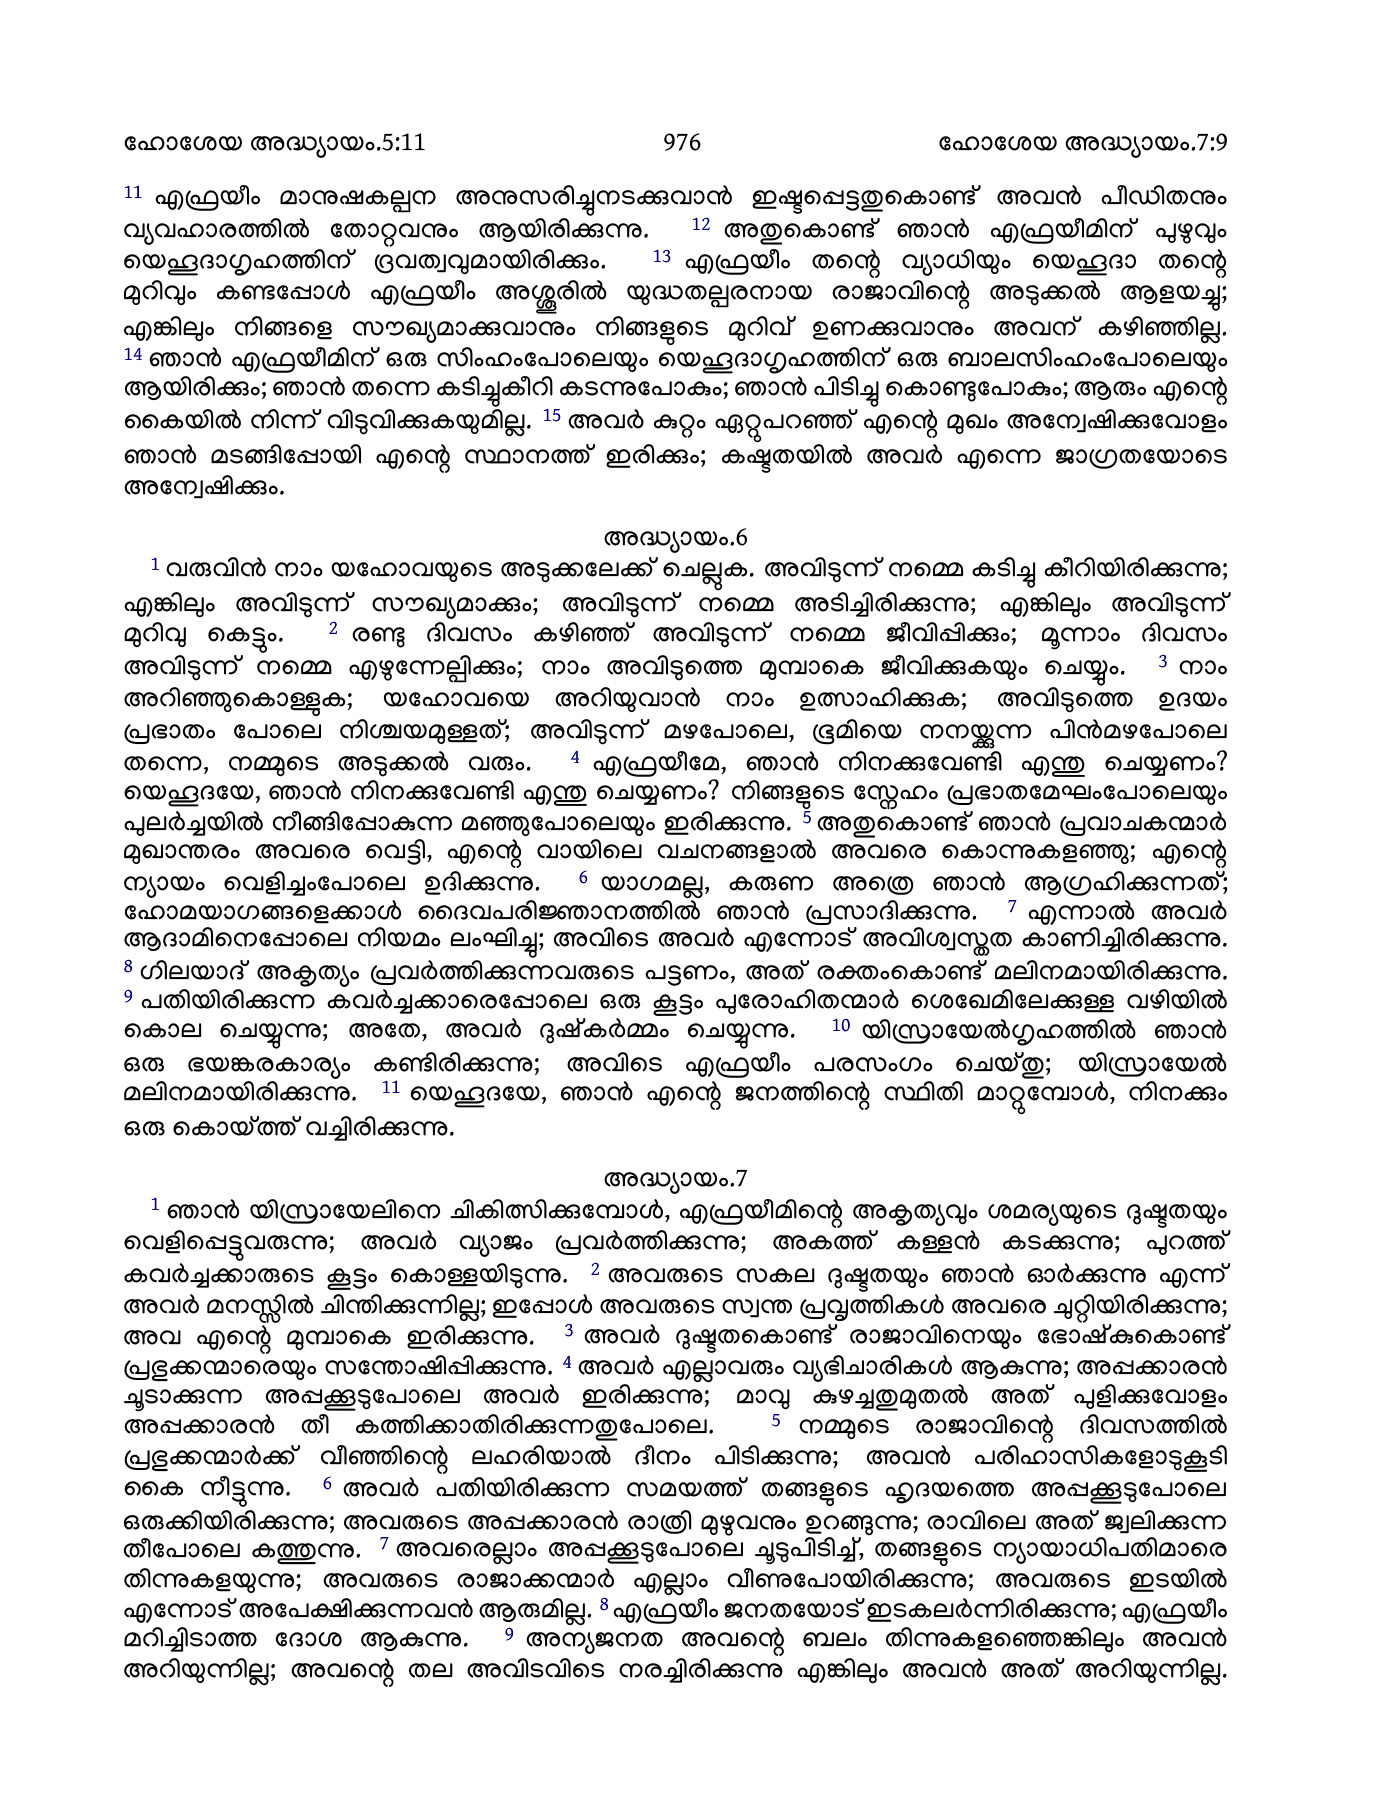 ഹോശേയ അദ്ധ്യായം.5:11 976 ഹോശേയ അദ്ധ്യായം.7:9
11 എഫ്രയീം മാനുഷകല്പന അനുസരിച്ചുനടക്കുവാൻ ഇഷ്ടപ്പെട്ടതുകൊണ്ട് അവൻ പീഡിതനും
വ്യവഹാരത്തിൽ തോറ്റവനും ആയിരിക്കുന്നു. 12 അതുകൊണ്ട് ഞാൻ എഫ്രയീമിന് പുഴുവും
യെഹൂദാഗൃഹത്തിന് ദ്രവത്വവുമായിരിക്കും. 13 എഫ്രയീം തന്റെ വ്യാധിയും യെഹൂദാ തന്റെ
മുറിവും കണ്ടപ്പോൾ എഫ്രയീം അശ്ശൂരിൽ യുദ്ധതല്പരനായ രാജാവിന്റെ അടുക്കൽ ആളയച്ചു;
എങ്കിലും നിങ്ങളെ സൗഖ്യമാക്കുവാനും നിങ്ങളുടെ മുറിവ് ഉണക്കുവാനും അവന് കഴിഞ്ഞില്ല.
14 ഞാൻ എഫ്രയീമിന് ഒരു സിംഹംപോലെയും യെഹൂദാഗൃഹത്തിന് ഒരു ബാലസിംഹംപോലെയും
ആയിരിക്കും; ഞാൻ തന്നെ കടിച്ചുകീറി കടന്നുപോകും; ഞാൻ പിടിച്ചു കൊണ്ടുപോകും; ആരും എന്റെ
കൈയിൽ നിന്ന് വിടുവിക്കുകയുമില്ല. 15 അവർ കുറ്റം ഏറ്റുപറഞ്ഞ് എന്റെ മുഖം അന്വേഷിക്കുവോളം
ഞാൻ മടങ്ങിപ്പോയി എന്റെ സ്ഥാനത്ത് ഇരിക്കും; കഷ്ടതയിൽ അവർ എന്നെ ജാഗ്രതയോടെ
അന്വേഷിക്കും.
അദ്ധ്യായം.6
1 വരുവിൻ നാം യഹോവയുടെ അടുക്കലേക്ക് ചെല്ലുക. അവിടുന്ന് നമ്മെ കടിച്ചു കീറിയിരിക്കുന്നു;
എങ്കിലും അവിടുന്ന് സൗഖ്യമാക്കും; അവിടുന്ന് നമ്മെ അടിച്ചിരിക്കുന്നു; എങ്കിലും അവിടുന്ന്
മുറിവു കെട്ടും. 2 രണ്ടു ദിവസം കഴിഞ്ഞ് അവിടുന്ന് നമ്മെ ജീവിപ്പിക്കും; മൂന്നാം ദിവസം
അവിടുന്ന് നമ്മെ എഴുന്നേല്പിക്കും; നാം അവിടുത്തെ മുമ്പാകെ ജീവിക്കുകയും ചെയ്യും. 3 നാം
അറിഞ്ഞുകൊള്ളുക; യഹോവയെ അറിയുവാൻ നാം ഉത്സാഹിക്കുക; അവിടുത്തെ ഉദയം
പ്രഭാതം പോലെ നിശ്ചയമുള്ളത്; അവിടുന്ന് മഴപോലെ, ഭൂമിയെ നനയ്ക്കുന്ന പിൻമഴപോലെ
തന്നെ, നമ്മുടെ അടുക്കൽ വരും. 4 എഫ്രയീമേ, ഞാൻ നിനക്കുവേണ്ടി എന്തു ചെയ്യണം?
യെഹൂദയേ, ഞാൻ നിനക്കുവേണ്ടി എന്തു ചെയ്യണം? നിങ്ങളുടെ സ്നേഹം പ്രഭാതമേഘംപോലെയും
പുലർച്ചയിൽ നീങ്ങിപ്പോകുന്ന മഞ്ഞുപോലെയും ഇരിക്കുന്നു. 5 അതുകൊണ്ട് ഞാൻ പ്രവാചകന്മാർ
മുഖാന്തരം അവരെ വെട്ടി, എന്റെ വായിലെ വചനങ്ങളാൽ അവരെ കൊന്നുകളഞ്ഞു; എന്റെ
ന്യായം വെളിച്ചംപോലെ ഉദിക്കുന്നു. 6 യാഗമല്ല, കരുണ അത്രെ ഞാൻ ആഗ്രഹിക്കുന്നത്;
ഹോമയാഗങ്ങളെക്കാൾ ദൈവപരിജ്ഞാനത്തിൽ ഞാൻ പ്രസാദിക്കുന്നു. 7 എന്നാൽ അവർ
ആദാമിനെപ്പോലെ നിയമം ലംഘിച്ചു; അവിടെ അവർ എന്നോട് അവിശ്വസ്തത കാണിച്ചിരിക്കുന്നു.
8 ഗിലയാദ് അകൃത്യം പ്രവർത്തിക്കുന്നവരുടെ പട്ടണം, അത് രക്തംകൊണ്ട് മലിനമായിരിക്കുന്നു.
9 പതിയിരിക്കുന്ന കവർച്ചക്കാരെപ്പോലെ ഒരു കൂട്ടം പുരോഹിതന്മാർ ശെഖേമിലേക്കുള്ള വഴിയിൽ
കൊല ചെയ്യുന്നു; അതേ, അവർ ദുഷ്കർമ്മം ചെയ്യുന്നു. 10 യിസ്രായേൽഗൃഹത്തിൽ ഞാൻ
ഒരു ഭയങ്കരകാര്യം കണ്ടിരിക്കുന്നു; അവിടെ എഫ്രയീം പരസംഗം ചെയ്തു; യിസ്രായേൽ
മലിനമായിരിക്കുന്നു. 11 യെഹൂദയേ, ഞാൻ എന്റെ ജനത്തിന്റെ സ്ഥിതി മാറ്റുമ്പോൾ, നിനക്കും
ഒരു കൊയ്ത്ത് വച്ചിരിക്കുന്നു.
അദ്ധ്യായം.7
1 ഞാൻ യിസ്രായേലിനെ ചികിത്സിക്കുമ്പോൾ, എഫ്രയീമിന്റെ അകൃത്യവും ശമര്യയുടെ ദുഷ്ടതയും
വെളിപ്പെട്ടുവരുന്നു; അവർ വ്യാജം പ്രവർത്തിക്കുന്നു; അകത്ത് കള്ളൻ കടക്കുന്നു; പുറത്ത്
കവർച്ചക്കാരുടെ കൂട്ടം കൊള്ളയിടുന്നു. 2 അവരുടെ സകല ദുഷ്ടതയും ഞാൻ ഓർക്കുന്നു എന്ന്
അവർ മനസ്സിൽ ചിന്തിക്കുന്നില്ല; ഇപ്പോൾ അവരുടെ സ്വന്ത പ്രവൃത്തികൾ അവരെ ചുറ്റിയിരിക്കുന്നു;
അവ എന്റെ മുമ്പാകെ ഇരിക്കുന്നു. 3 അവർ ദുഷ്ടതകൊണ്ട് രാജാവിനെയും ഭോഷ്കുകൊണ്ട്
പ്രഭുക്കന്മാരെയും സന്തോഷിപ്പിക്കുന്നു. 4 അവർ എല്ലാവരും വ്യഭിചാരികൾ ആകുന്നു; അപ്പക്കാരൻ
ചൂടാക്കുന്ന അപ്പക്കൂടുപോലെ അവർ ഇരിക്കുന്നു; മാവു കുഴച്ചതുമുതൽ അത് പുളിക്കുവോളം
അപ്പക്കാരൻ തീ കത്തിക്കാതിരിക്കുന്നതുപോലെ. 5 നമ്മുടെ രാജാവിന്റെ ദിവസത്തിൽ
പ്രഭുക്കന്മാർക്ക് വീഞ്ഞിന്റെ ലഹരിയാൽ ദീനം പിടിക്കുന്നു; അവൻ പരിഹാസികളോടുകൂടി
കൈ നീട്ടുന്നു. 6 അവർ പതിയിരിക്കുന്ന സമയത്ത് തങ്ങളുടെ ഹൃദയത്തെ അപ്പക്കൂടുപോലെ
ഒരുക്കിയിരിക്കുന്നു; അവരുടെ അപ്പക്കാരൻ രാത്രി മുഴുവനും ഉറങ്ങുന്നു; രാവിലെ അത് ജ്വലിക്കുന്ന
തീപോലെ കത്തുന്നു. 7 അവരെല്ലാം അപ്പക്കൂടുപോലെ ചൂടുപിടിച്ച്, തങ്ങളുടെ ന്യായാധിപതിമാരെ
തിന്നുകളയുന്നു; അവരുടെ രാജാക്കന്മാർ എല്ലാം വീണുപോയിരിക്കുന്നു; അവരുടെ ഇടയിൽ
എന്നോട് അപേക്ഷിക്കുന്നവൻ ആരുമില്ല. 8 എഫ്രയീം ജനതയോട് ഇടകലർന്നിരിക്കുന്നു; എഫ്രയീം
മറിച്ചിടാത്ത ദോശ ആകുന്നു. 9 അന്യജനത അവന്റെ ബലം തിന്നുകളഞ്ഞെങ്കിലും അവൻ
അറിയുന്നില്ല; അവന്റെ തല അവിടവിടെ നരച്ചിരിക്കുന്നു എങ്കിലും അവൻ അത് അറിയുന്നില്ല.